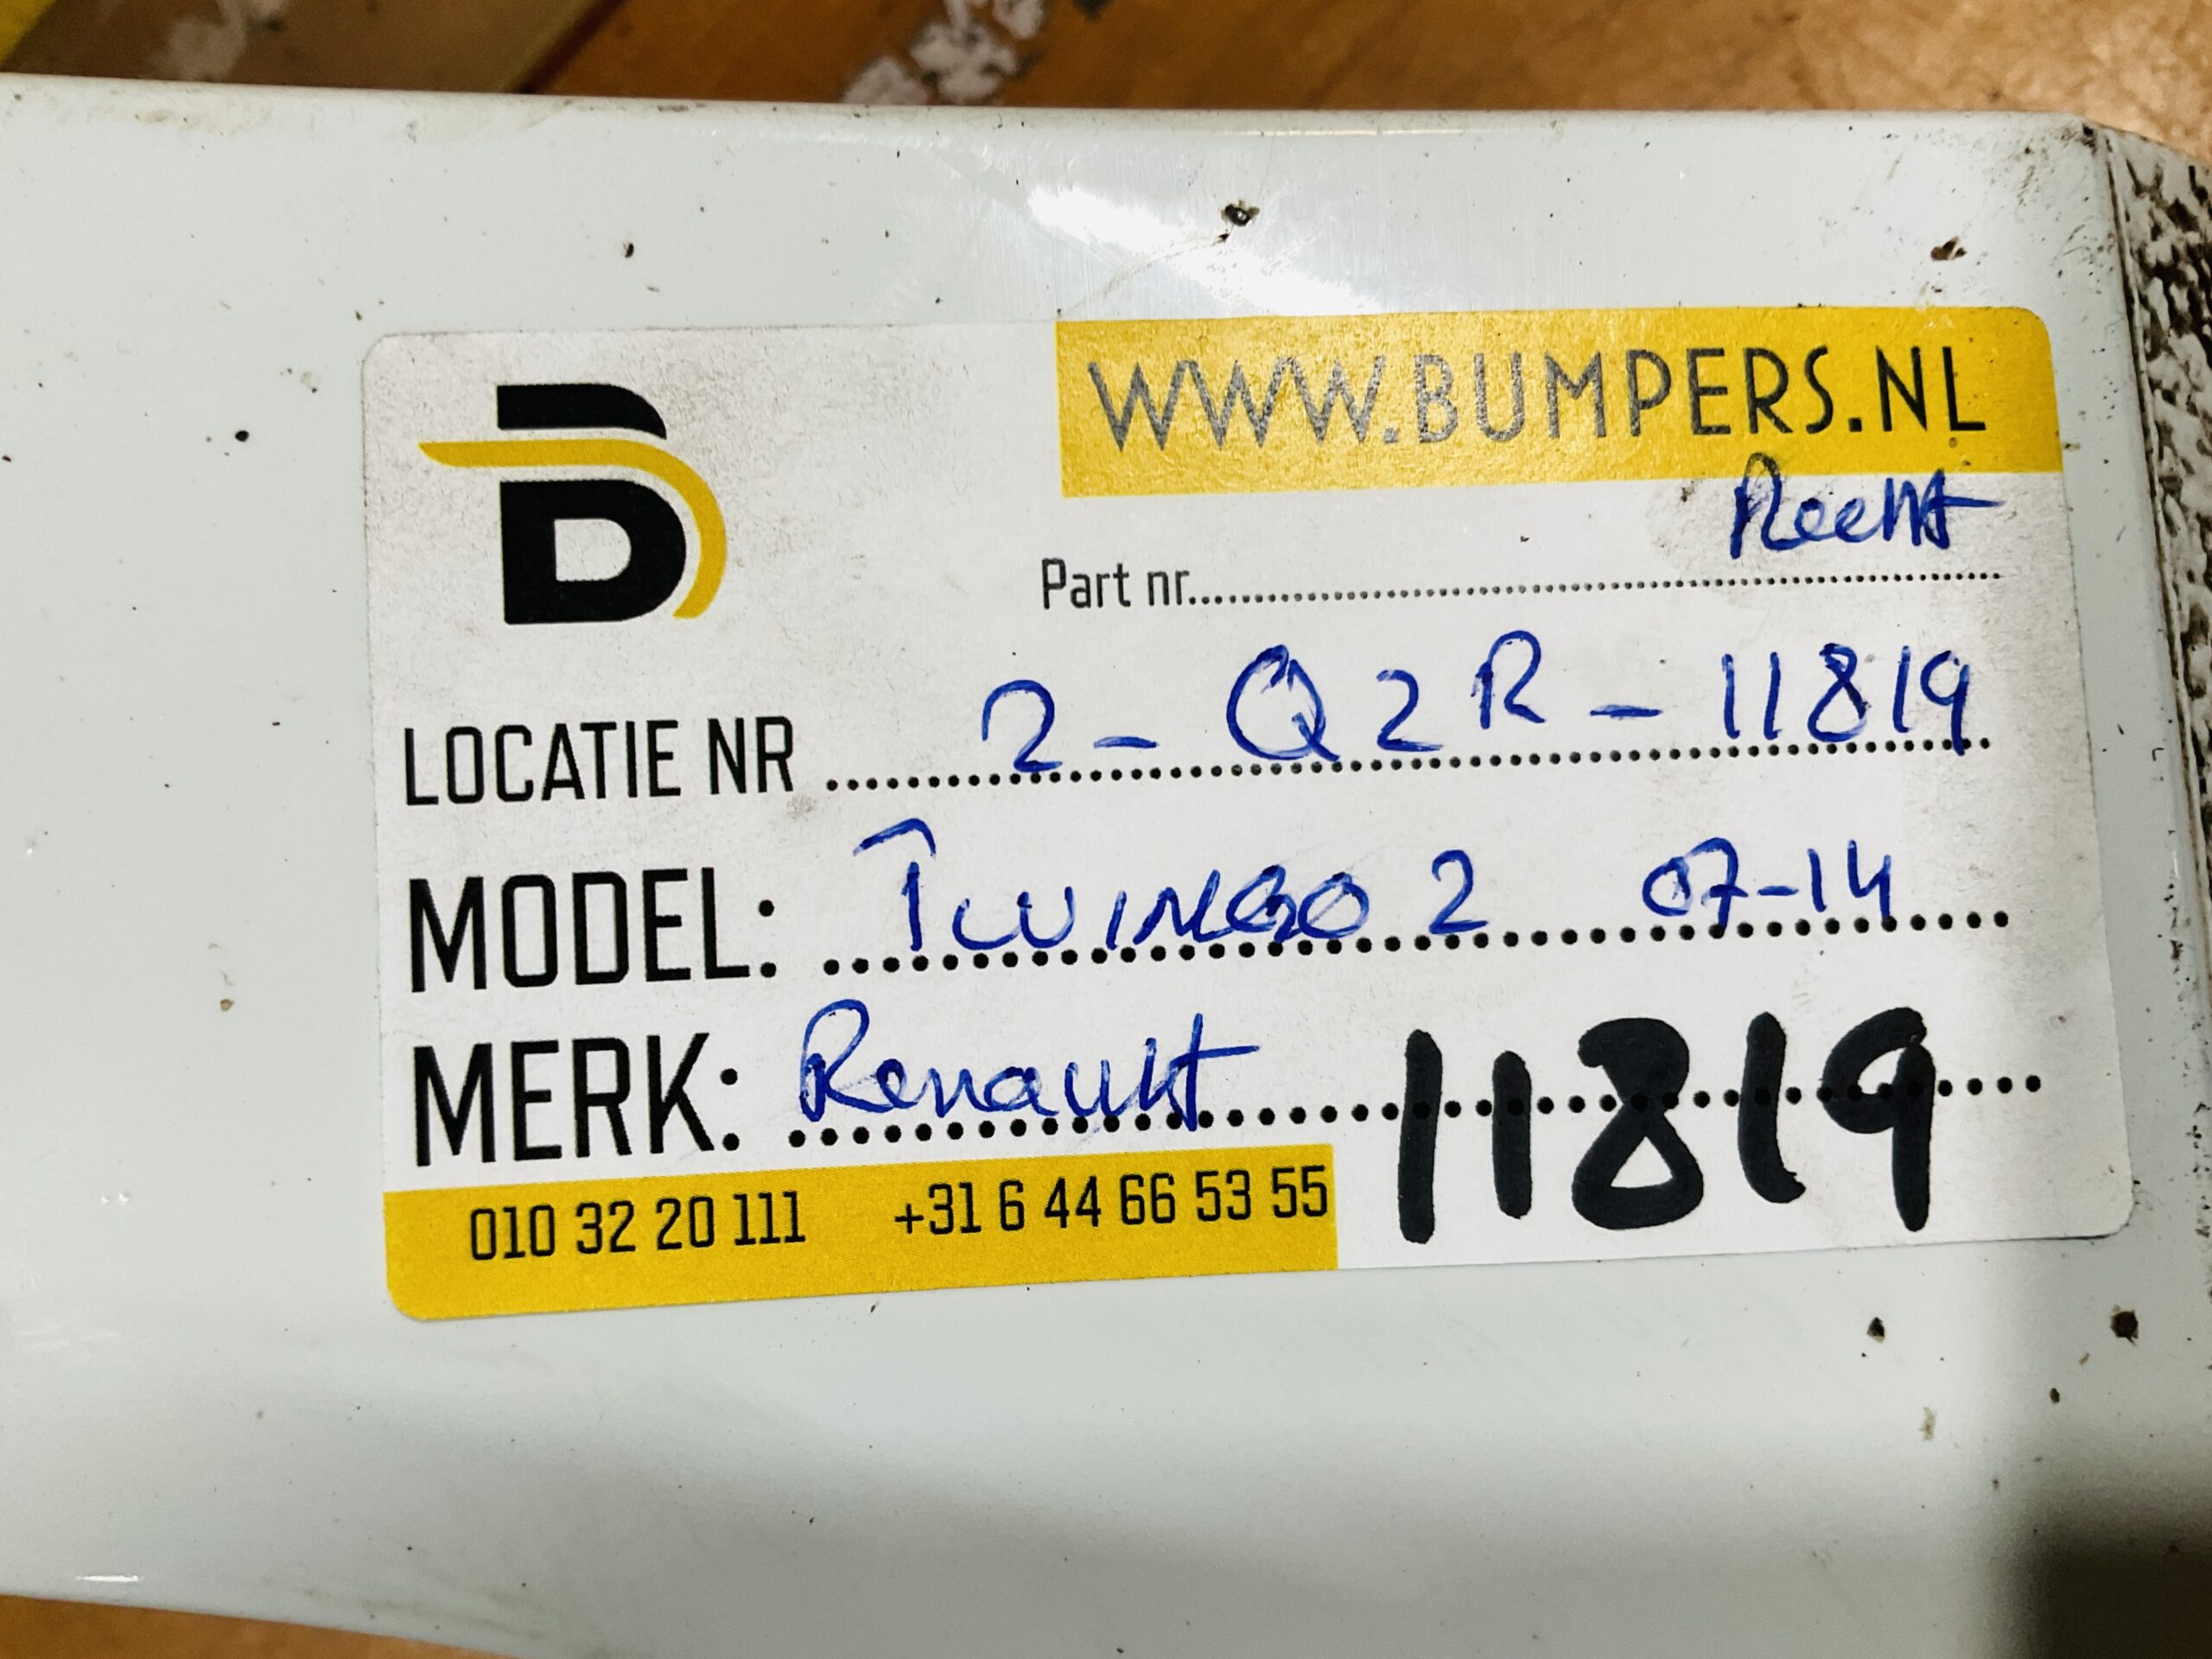 B
WWW.BUMPERS.NL
Recht
Part nr..........
LOCATIE NR 2 - Q2R - 11819
MODEL: TWINGO 2 07-14
MERK: Renault 11819
010 32 20 111 +31 6 44 66 53 55